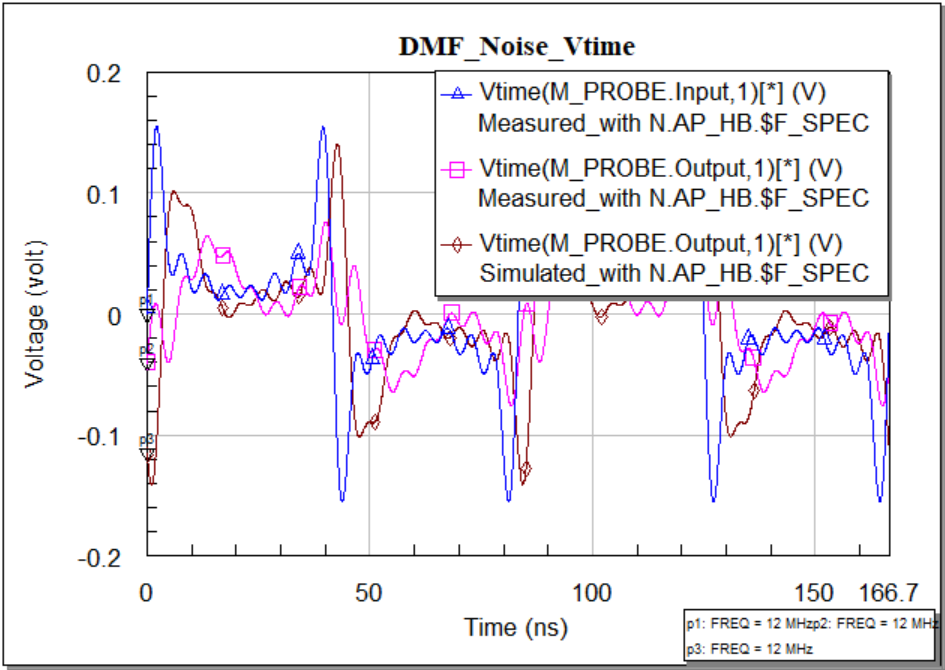 DMF_Noise_Vtime
0.2
0.1
0
-0.1
-0.2
Voltage (volt)
Vtime(M_PROBE.Input,1)[*] (V)
Measured_with N.AP_HB.$F_SPEC
Vtime(M_PROBE.Output,1)[*] (V)
Measured_with N.AP_HB.$F_SPEC
Vtime(M_PROBE.Output,1)[*] (V)
Simulated_with N.AP_HB.$F_SPEC
p1
p2
p3
0 50 100 150 166.7
Time (ns)
p1: FREQ = 12 MHzp2: FREQ = 12 MHz
p3: FREQ = 12 MHz